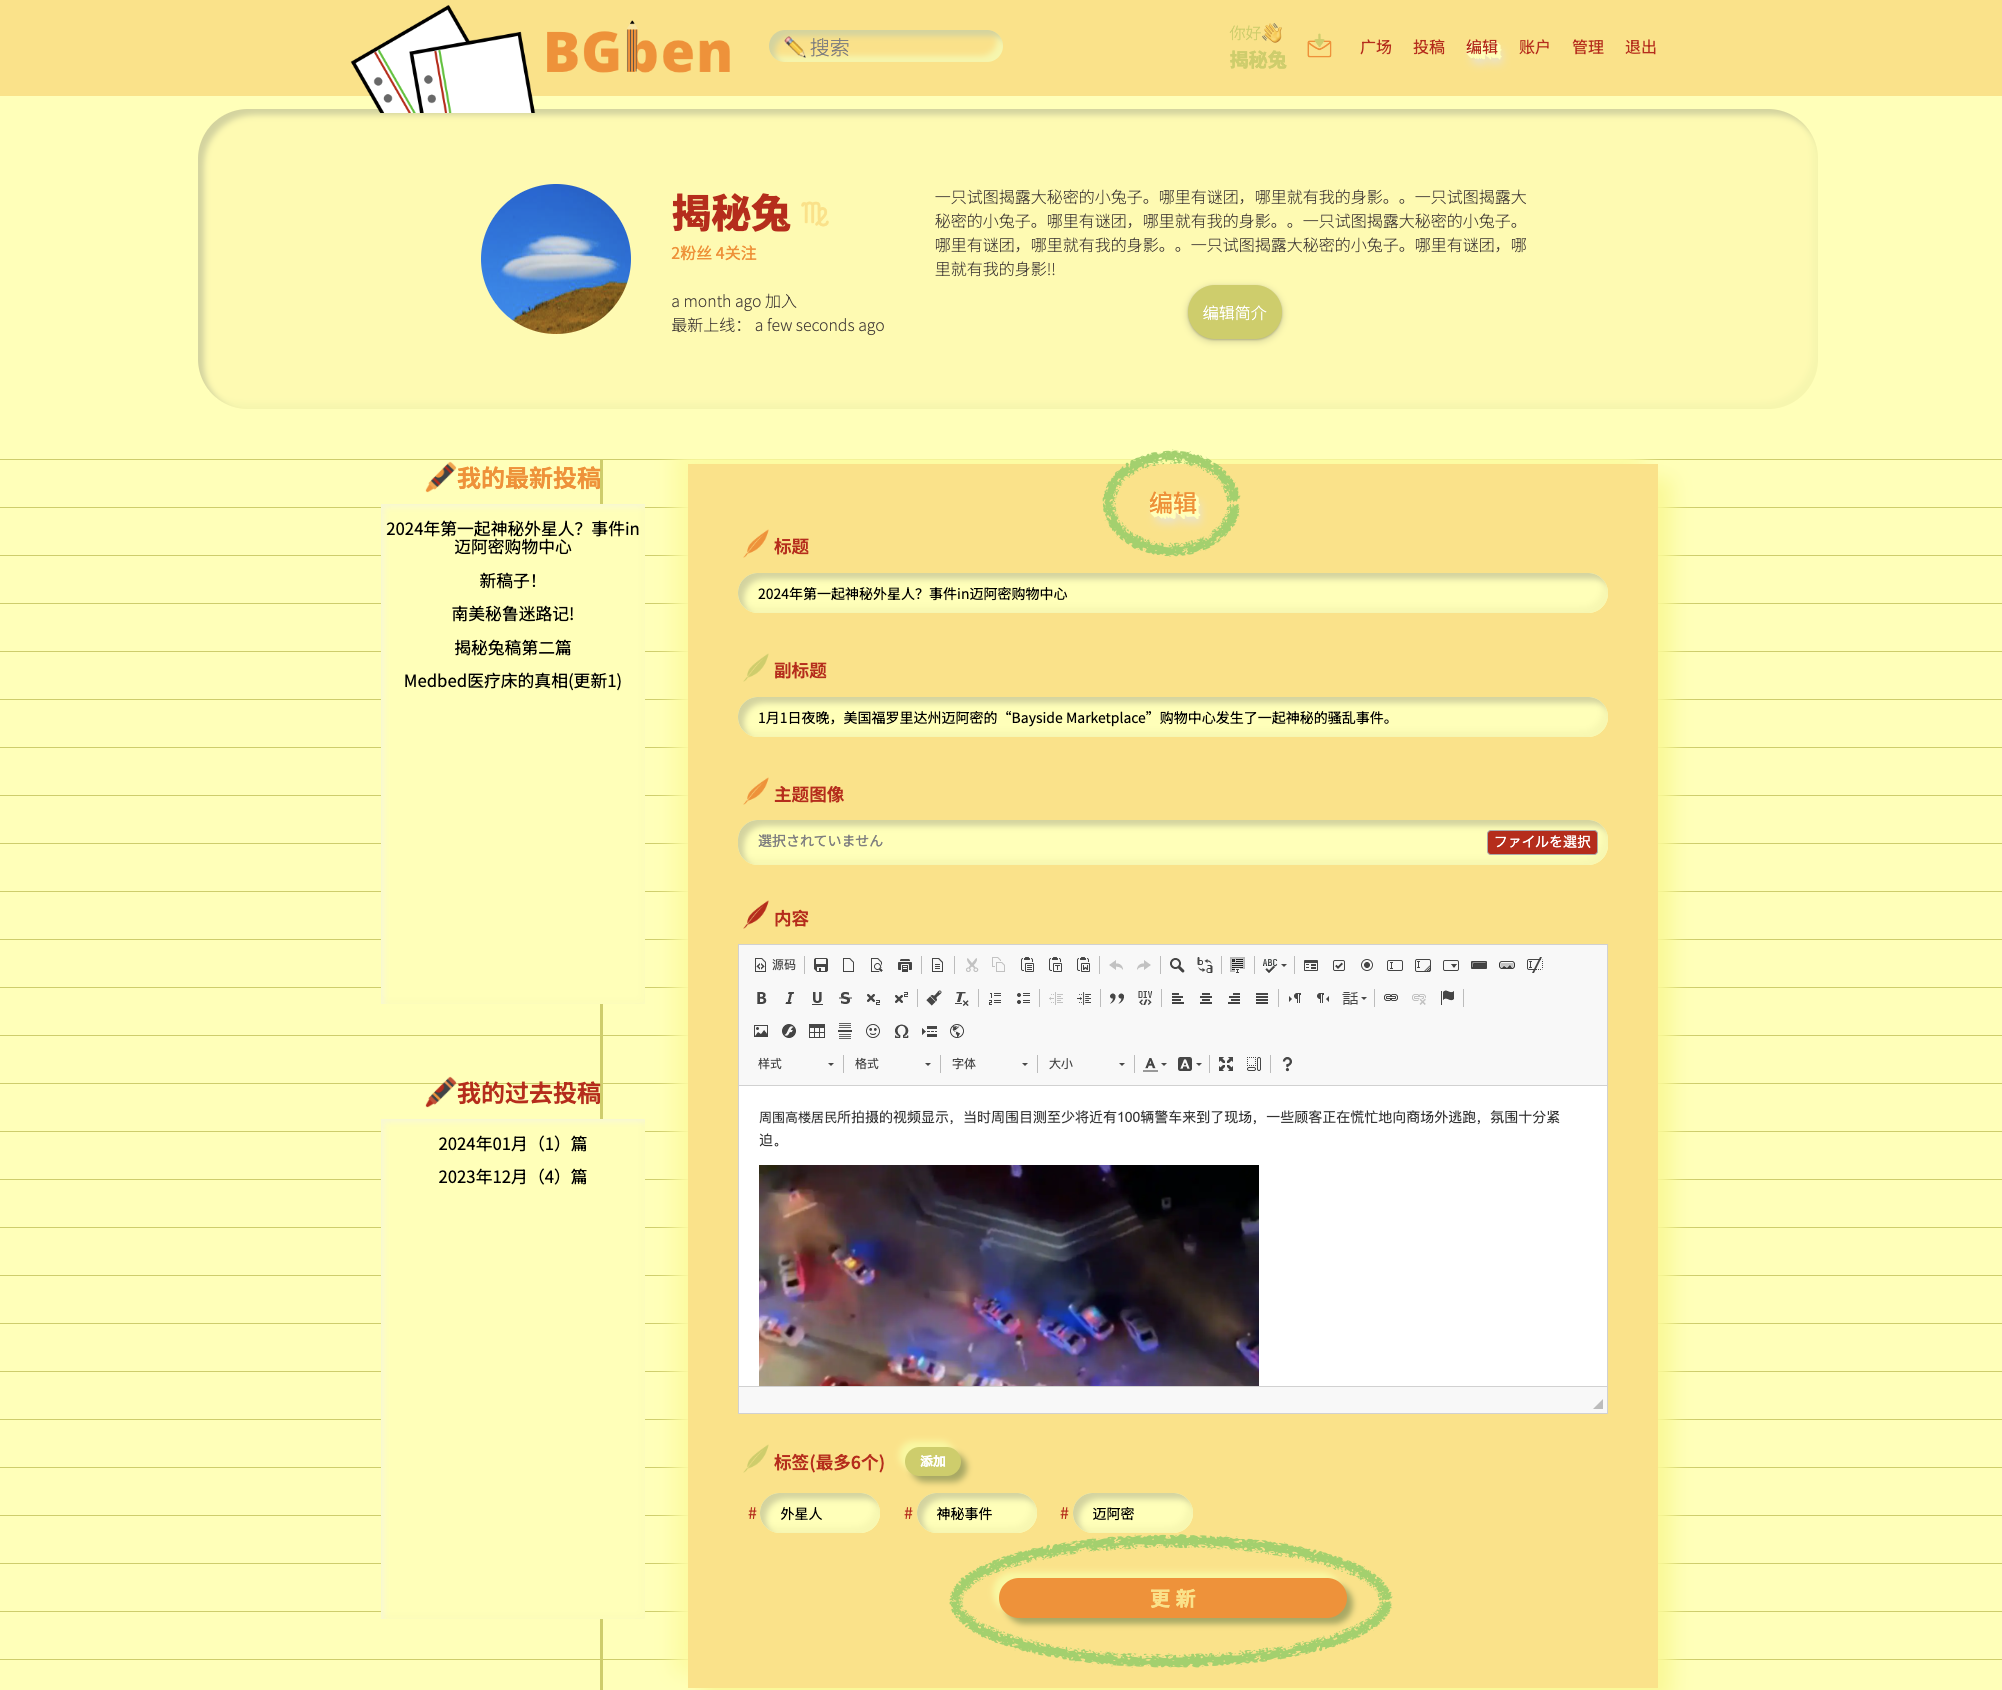 BGben
搜索
你好
揭秘兔
广场 投稿 编辑 账户 管理 退出
揭秘兔
2粉丝 4关注
a month ago 加入
最新上线： a few seconds ago
一只试图揭露大秘密的小兔子。哪里有谜团，哪里就有我的身影。。一只试图揭露大
秘密的小兔子。哪里有谜团，哪里就有我的身影。。一只试图揭露大秘密的小兔子。
哪里有谜团，哪里就有我的身影。。一只试图揭露大秘密的小兔子。哪里有谜团，哪
里就有我的身影!!
编辑简介
我的最新投稿
2024年第一起神秘外星人？事件in
迈阿密购物中心
新稿子！
南美秘鲁迷路记!
揭秘兔稿第二篇
Medbed医疗床的真相(更新1)
我的过去投稿
2024年01月（1）篇
2023年12月（4）篇
编辑
标题
2024年第一起神秘外星人？事件in迈阿密购物中心
副标题
1月1日夜晚，美国福罗里达州迈阿密的“Bayside Marketplace”购物中心发生了一起神秘的骚乱事件。
主题图像
選択されていません
ファイルを選択
内容
源码
样式 格式 字体 大小
周围高楼居民所拍摄的视频显示，当时周围目测至少将近有100辆警车来到了现场，一些顾客正在慌忙地向商场外逃跑，氛围十分紧
迫。
标签(最多6个) 添加
# 外星人 # 神秘事件 # 迈阿密
更 新